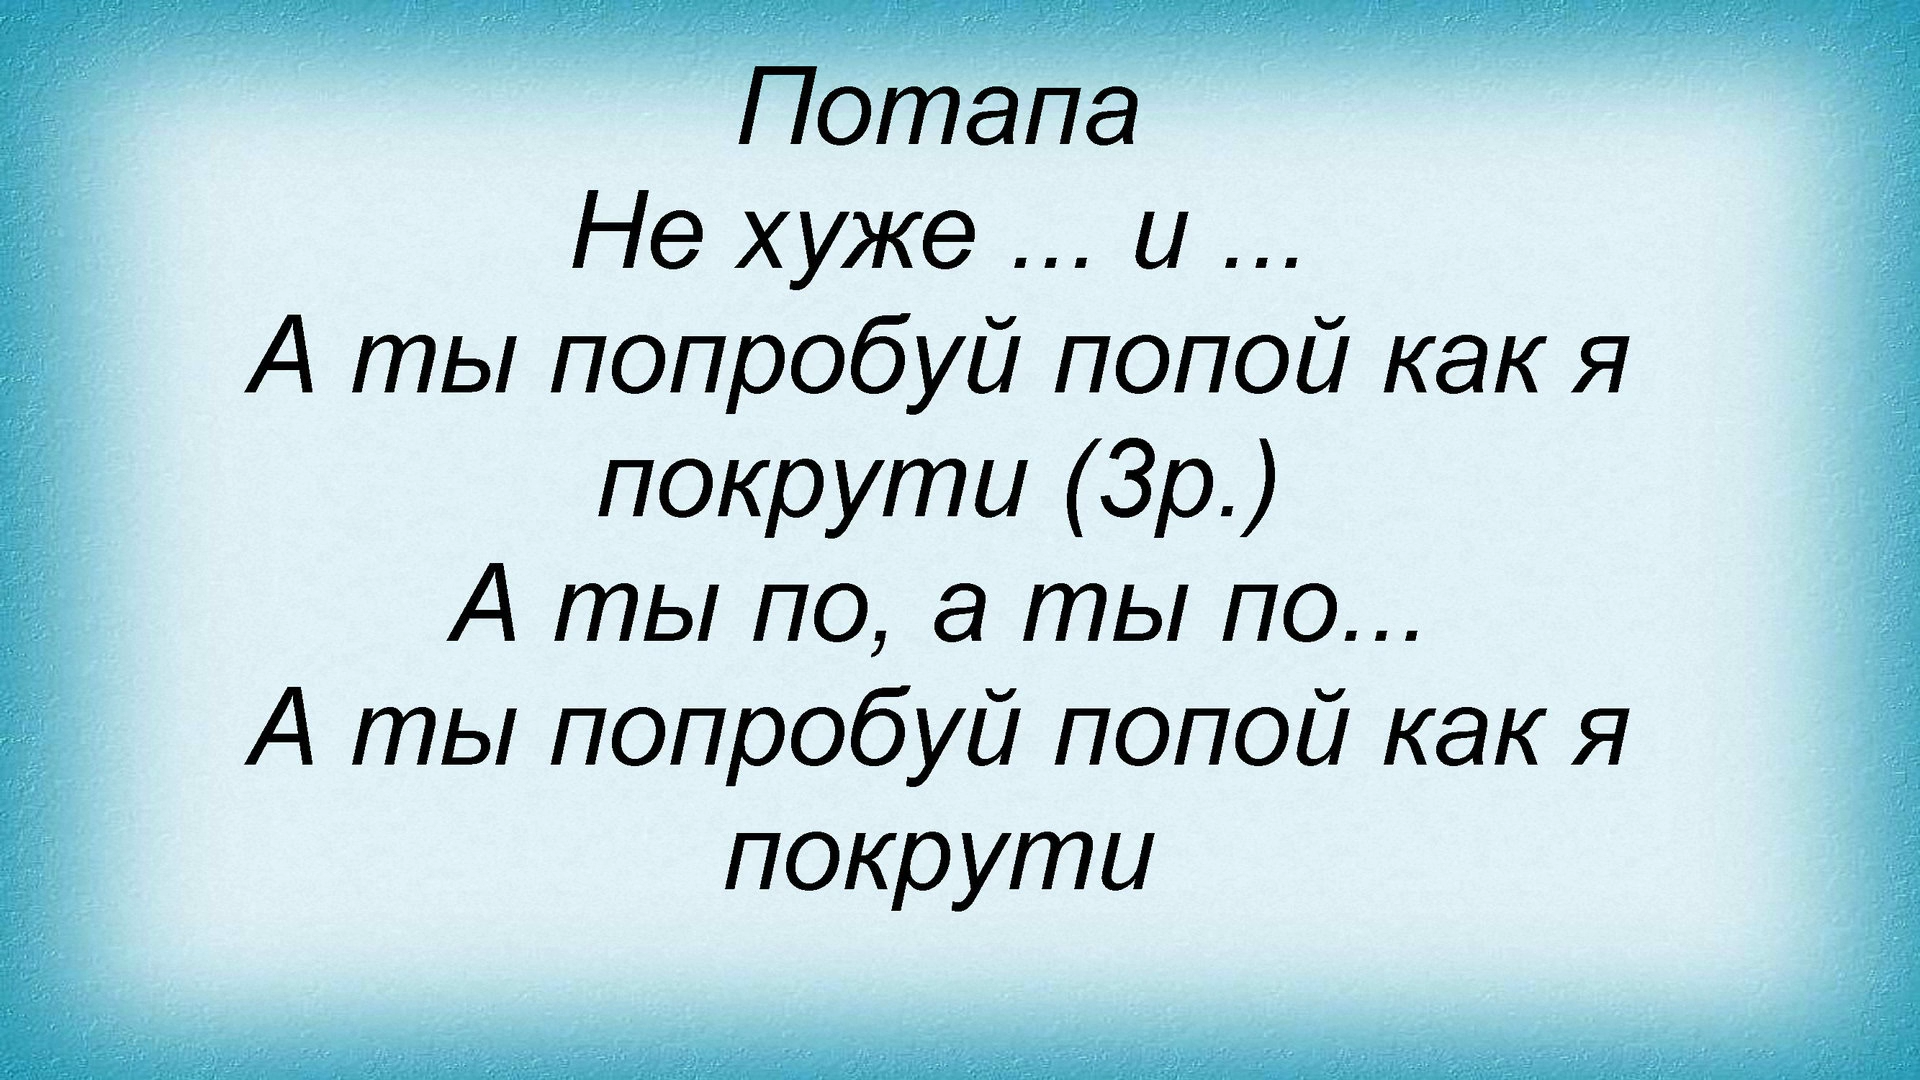 Потапа
Не хуже ... и ...
А ты попробуй попой как я
покрути (3р.)
А ты по, а ты по...
А ты попробуй попой как я
покрути